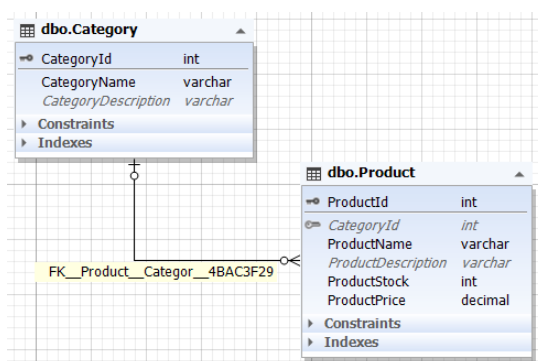 dbo.Category
CategoryId int
CategoryName varchar
CategoryDescription varchar
Constraints
Indexes
FK__Product__Categor__4BAC3F29
dbo.Product
ProductId int
CategoryId int
ProductName varchar
ProductDescription varchar
ProductStock int
ProductPrice decimal
Constraints
Indexes